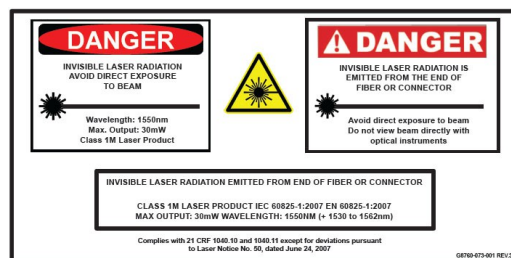 DANGER
INVISIBLE LASER RADIATION
AVOID DIRECT EXPOSURE
TO BEAM
Wavelength: 1550nm
Max. Output: 30mW
Class 1M Laser Product
DANGER
INVISIBLE LASER RADIATION IS
EMITTED FROM THE END OF
FIBER OR CONNECTOR
Avoid direct exposure to beam
Do not view beam directly with
optical instruments
INVISIBLE LASER RADIATION EMITTED FROM END OF FIBER OR CONNECTOR
CLASS 1M LASER PRODUCT IEC 60825-1:2007 EN 60825-1:2007
MAX OUTPUT: 30mW WAVELENGTH: 1550NM (+ 1530 to 1562nm)
Complies with 21 CRF 1040.10 and 1040.11 except for deviations pursuant
to Laser Notice No. 50, dated June 24, 2007
G8760-073-001 REV.3